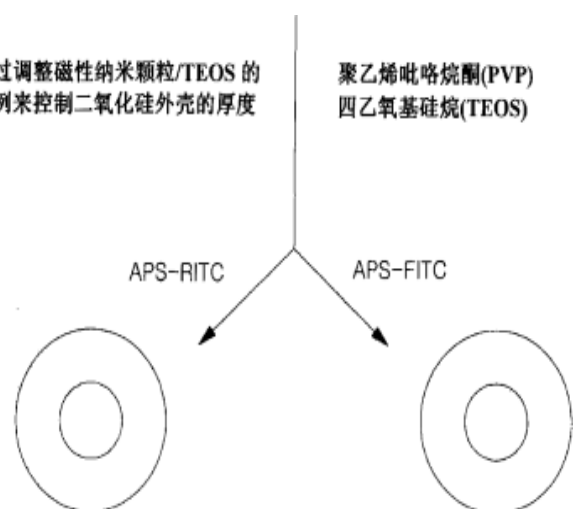 过调整磁性纳米颗粒/TEOS 的
例来控制二氧化硅外壳的厚度
聚乙烯吡咯烷酮(PVP)
四乙氧基硅烷(TEOS)
APS-RITC
APS-FITC